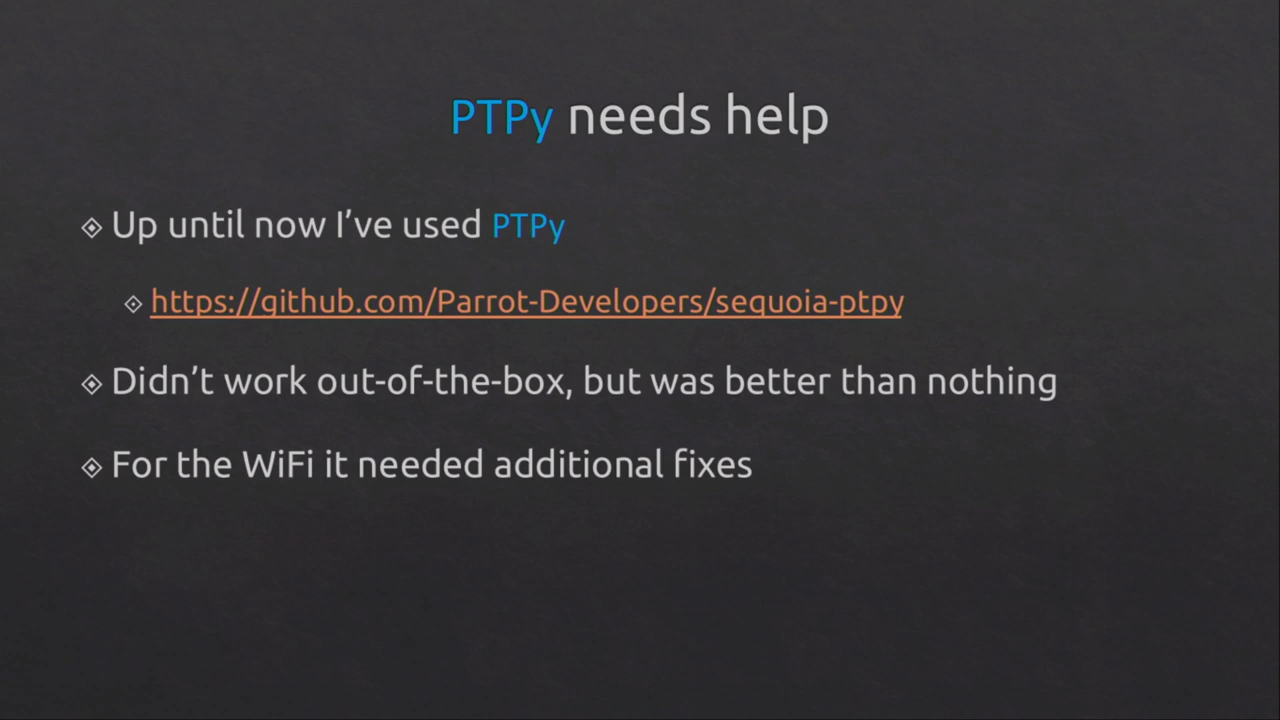 PTPy needs help
Up until now I've used PTPy
https://github.com/Parrot-Developers/sequoia-ptpy
Didn't work out-of-the-box, but was better than nothing
For the WiFi it needed additional fixes